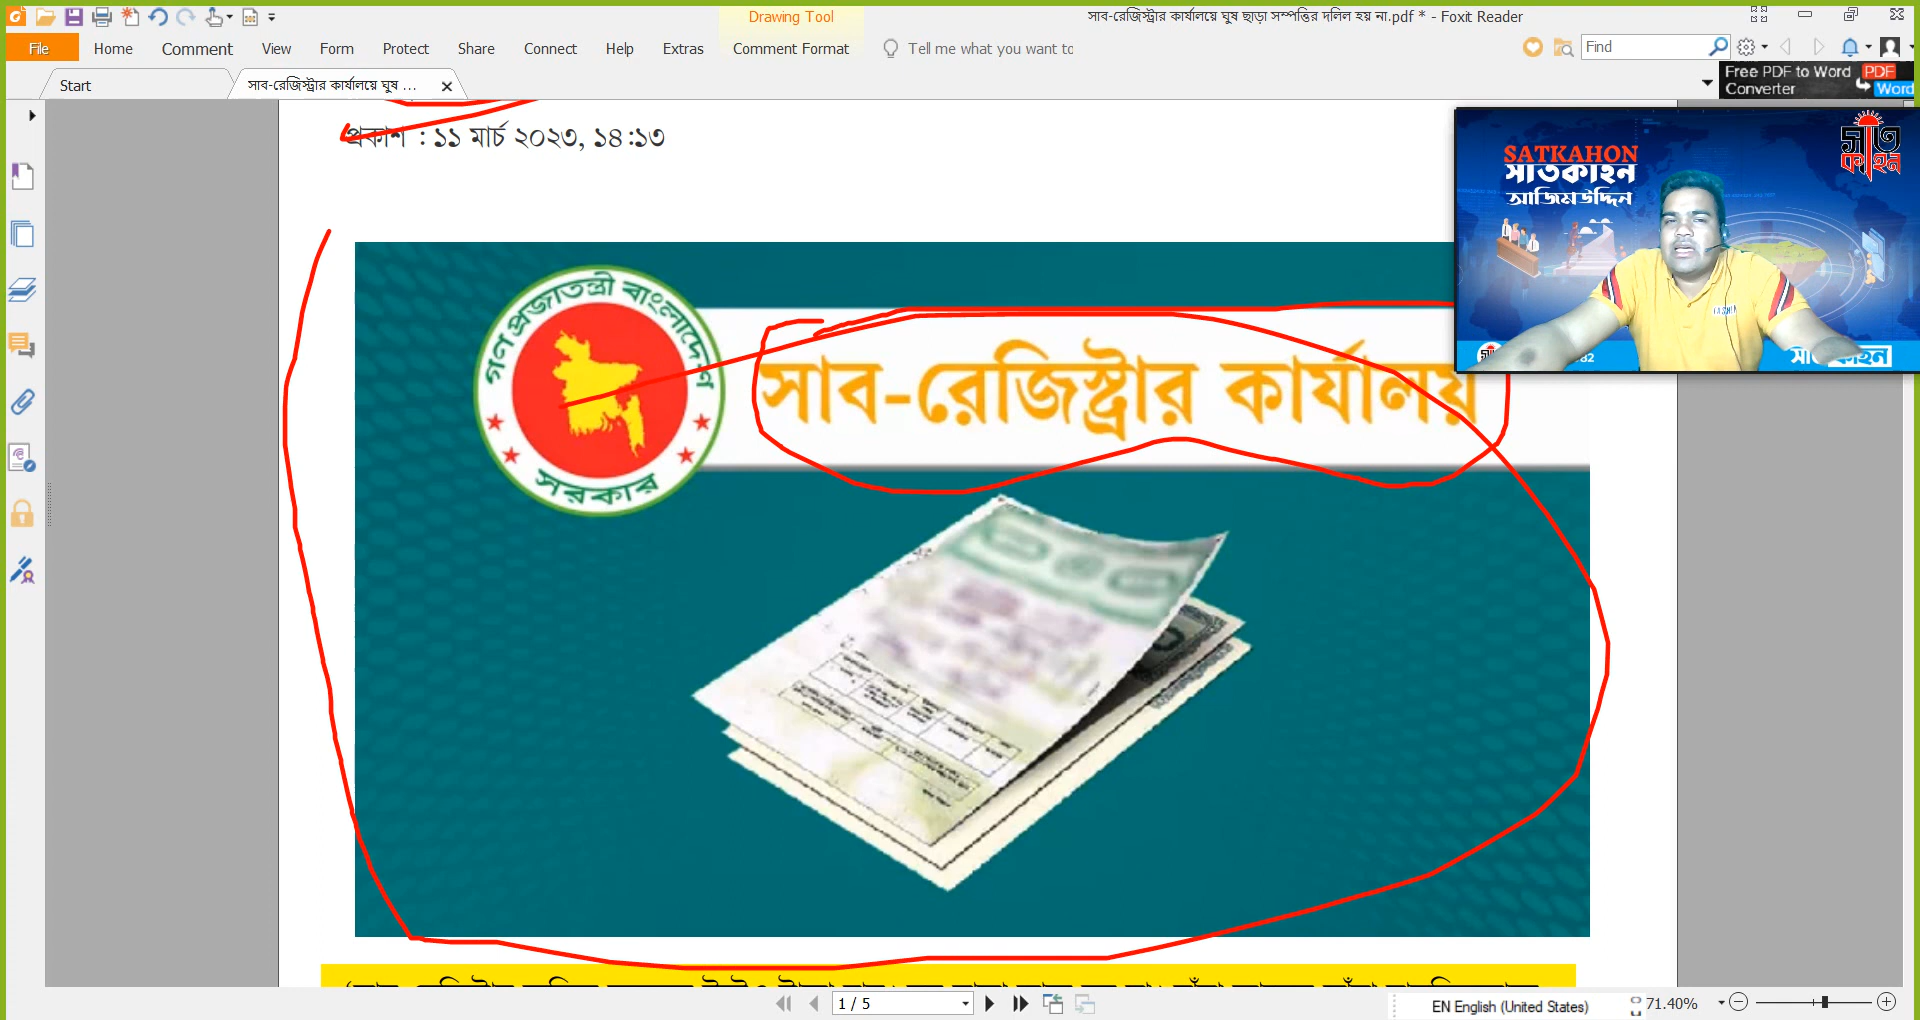 Drawing Tool
সাব-রেজিস্ট্রার কার্যালয়ে ঘুষ ছাড়া সম্পত্তির দলিল হয় না.pdf * - Foxit Reader
File Home Comment View Form Protect Share Connect Help Extras Comment Format Tell me what you want to Find
Start
সাব-রেজিস্ট্রার কার্যালয়ে ঘুষ ...
Free PDF to Word Converter
PDF
Word
প্রকাশ : ১১ মার্চ ২০২৩, ১৪:১৩
SATKAHON
সাতকাহন
আজিমউদ্দিন
সাত
কাহন
গণপ্রজাতন্ত্রী বাংলাদেশ
সরকার
সাব-রেজিস্ট্রার কার্যালয়
1 / 5
EN English (United States)
71.40%